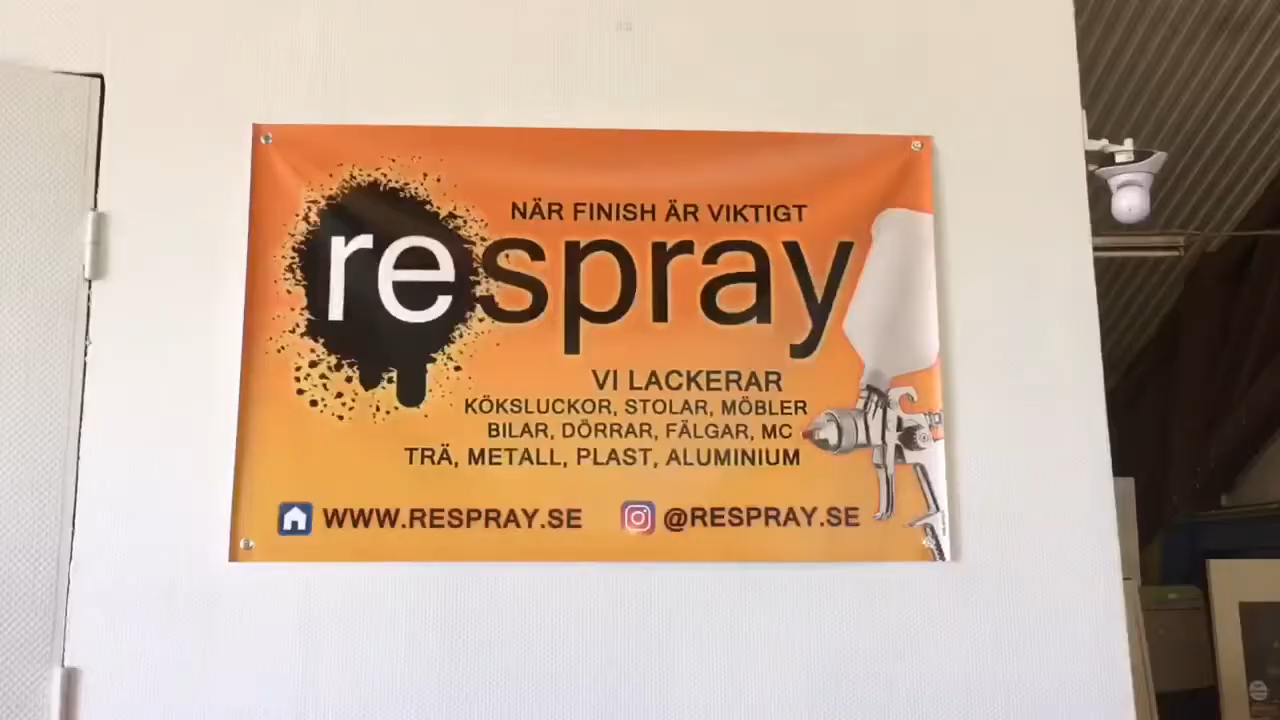 NÄR FINISH ÄR VIKTIGT
respray
VI LACKERAR
KÖKSLUCKOR, STOLAR, MÖBLER
BILAR, DÖRRAR, FÄLGAR, MC
TRÄ, METALL, PLAST, ALUMINIUM
WWW.RESPRAY.SE @RESPRAY.SE